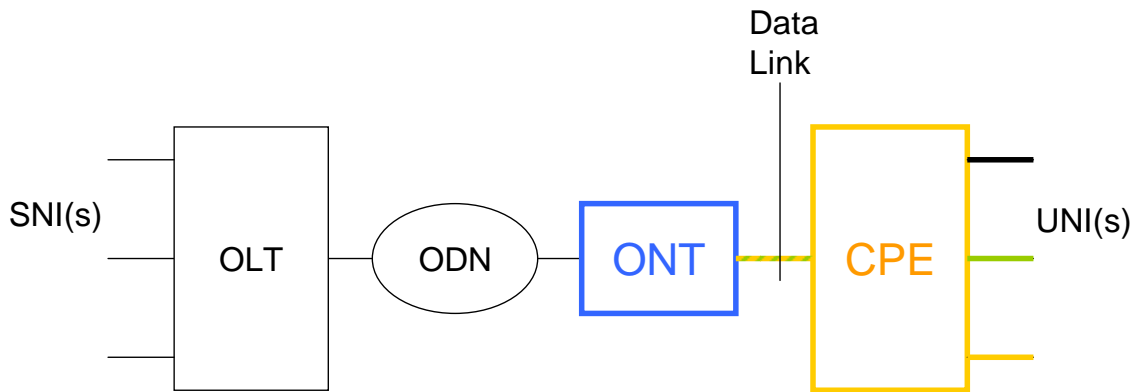 Data
Link
SNI(s)
OLT
ODN
ONT
CPE
UNI(s)